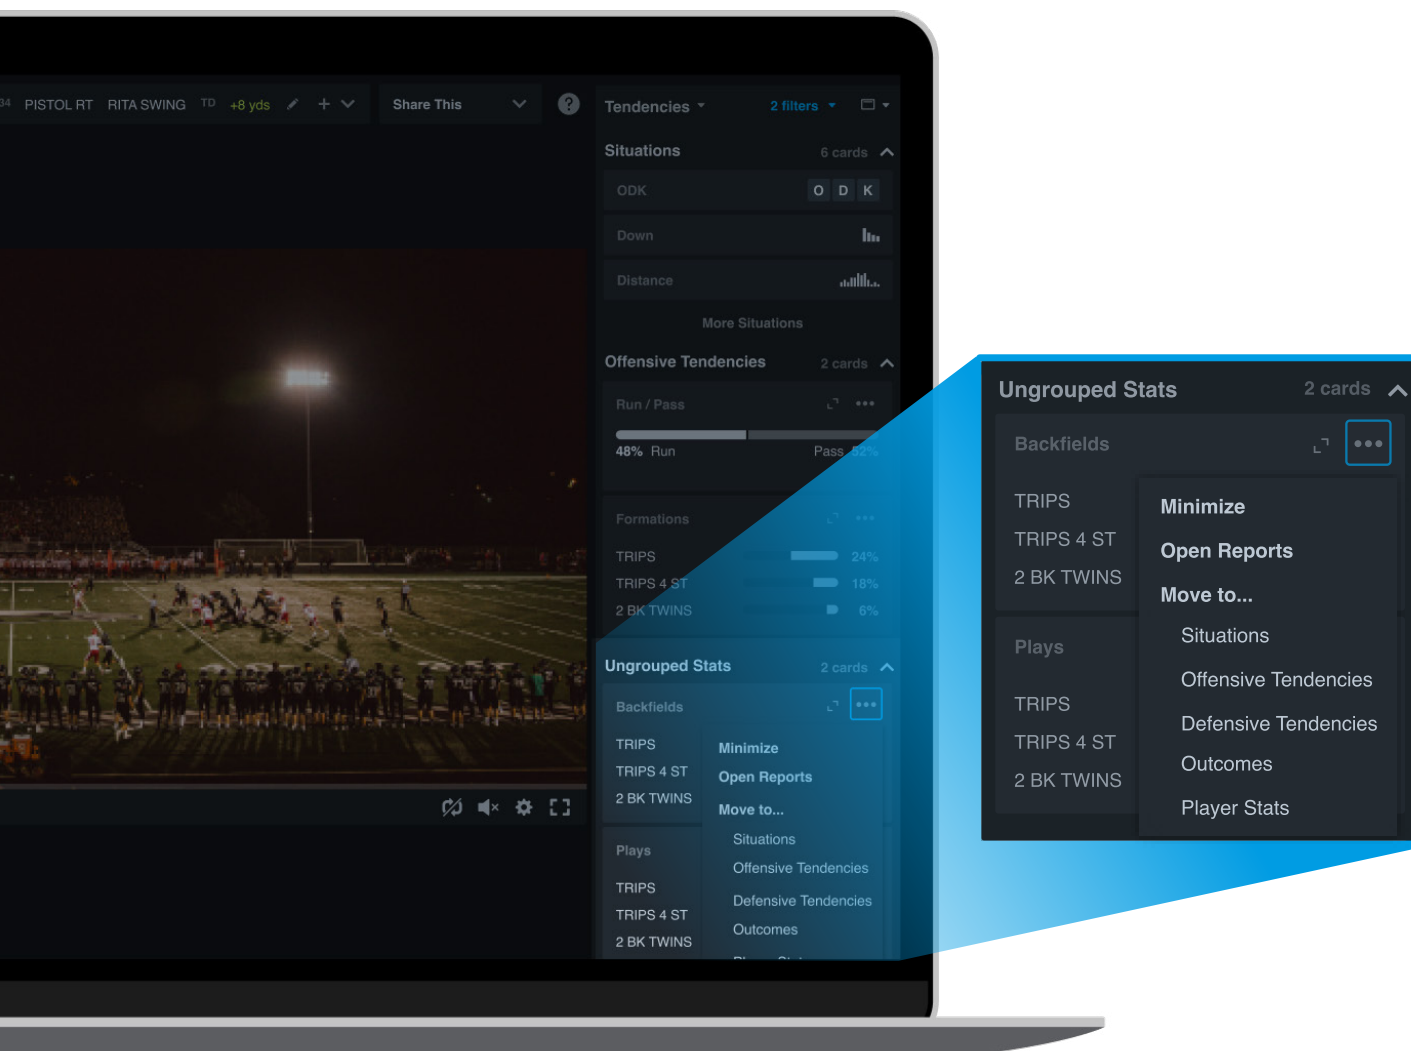 34 PISTOL RT RITA SWING TD +8 yds
Share This
?
Tendencies
2 filters
Situations 6 cards
ODK O D K
Down
Distance
More Situations
Offensive Tendencies 2 cards
Run / Pass
48% Run Pass 52%
Formations
TRIPS 24%
TRIPS 4 ST 18%
2 BK TWINS 6%
Ungrouped Stats 2 cards
Backfields
TRIPS
TRIPS 4 ST
2 BK TWINS
Minimize
Open Reports
Move to...
Situations
Offensive Tendencies
Defensive Tendencies
Outcomes
Plays
TRIPS
TRIPS 4 ST
2 BK TWINS
Ungrouped Stats 2 cards
Backfields
TRIPS
TRIPS 4 ST
2 BK TWINS
Minimize
Open Reports
Move to...
Situations
Offensive Tendencies
Defensive Tendencies
Outcomes
Player Stats
Plays
TRIPS
TRIPS 4 ST
2 BK TWINS